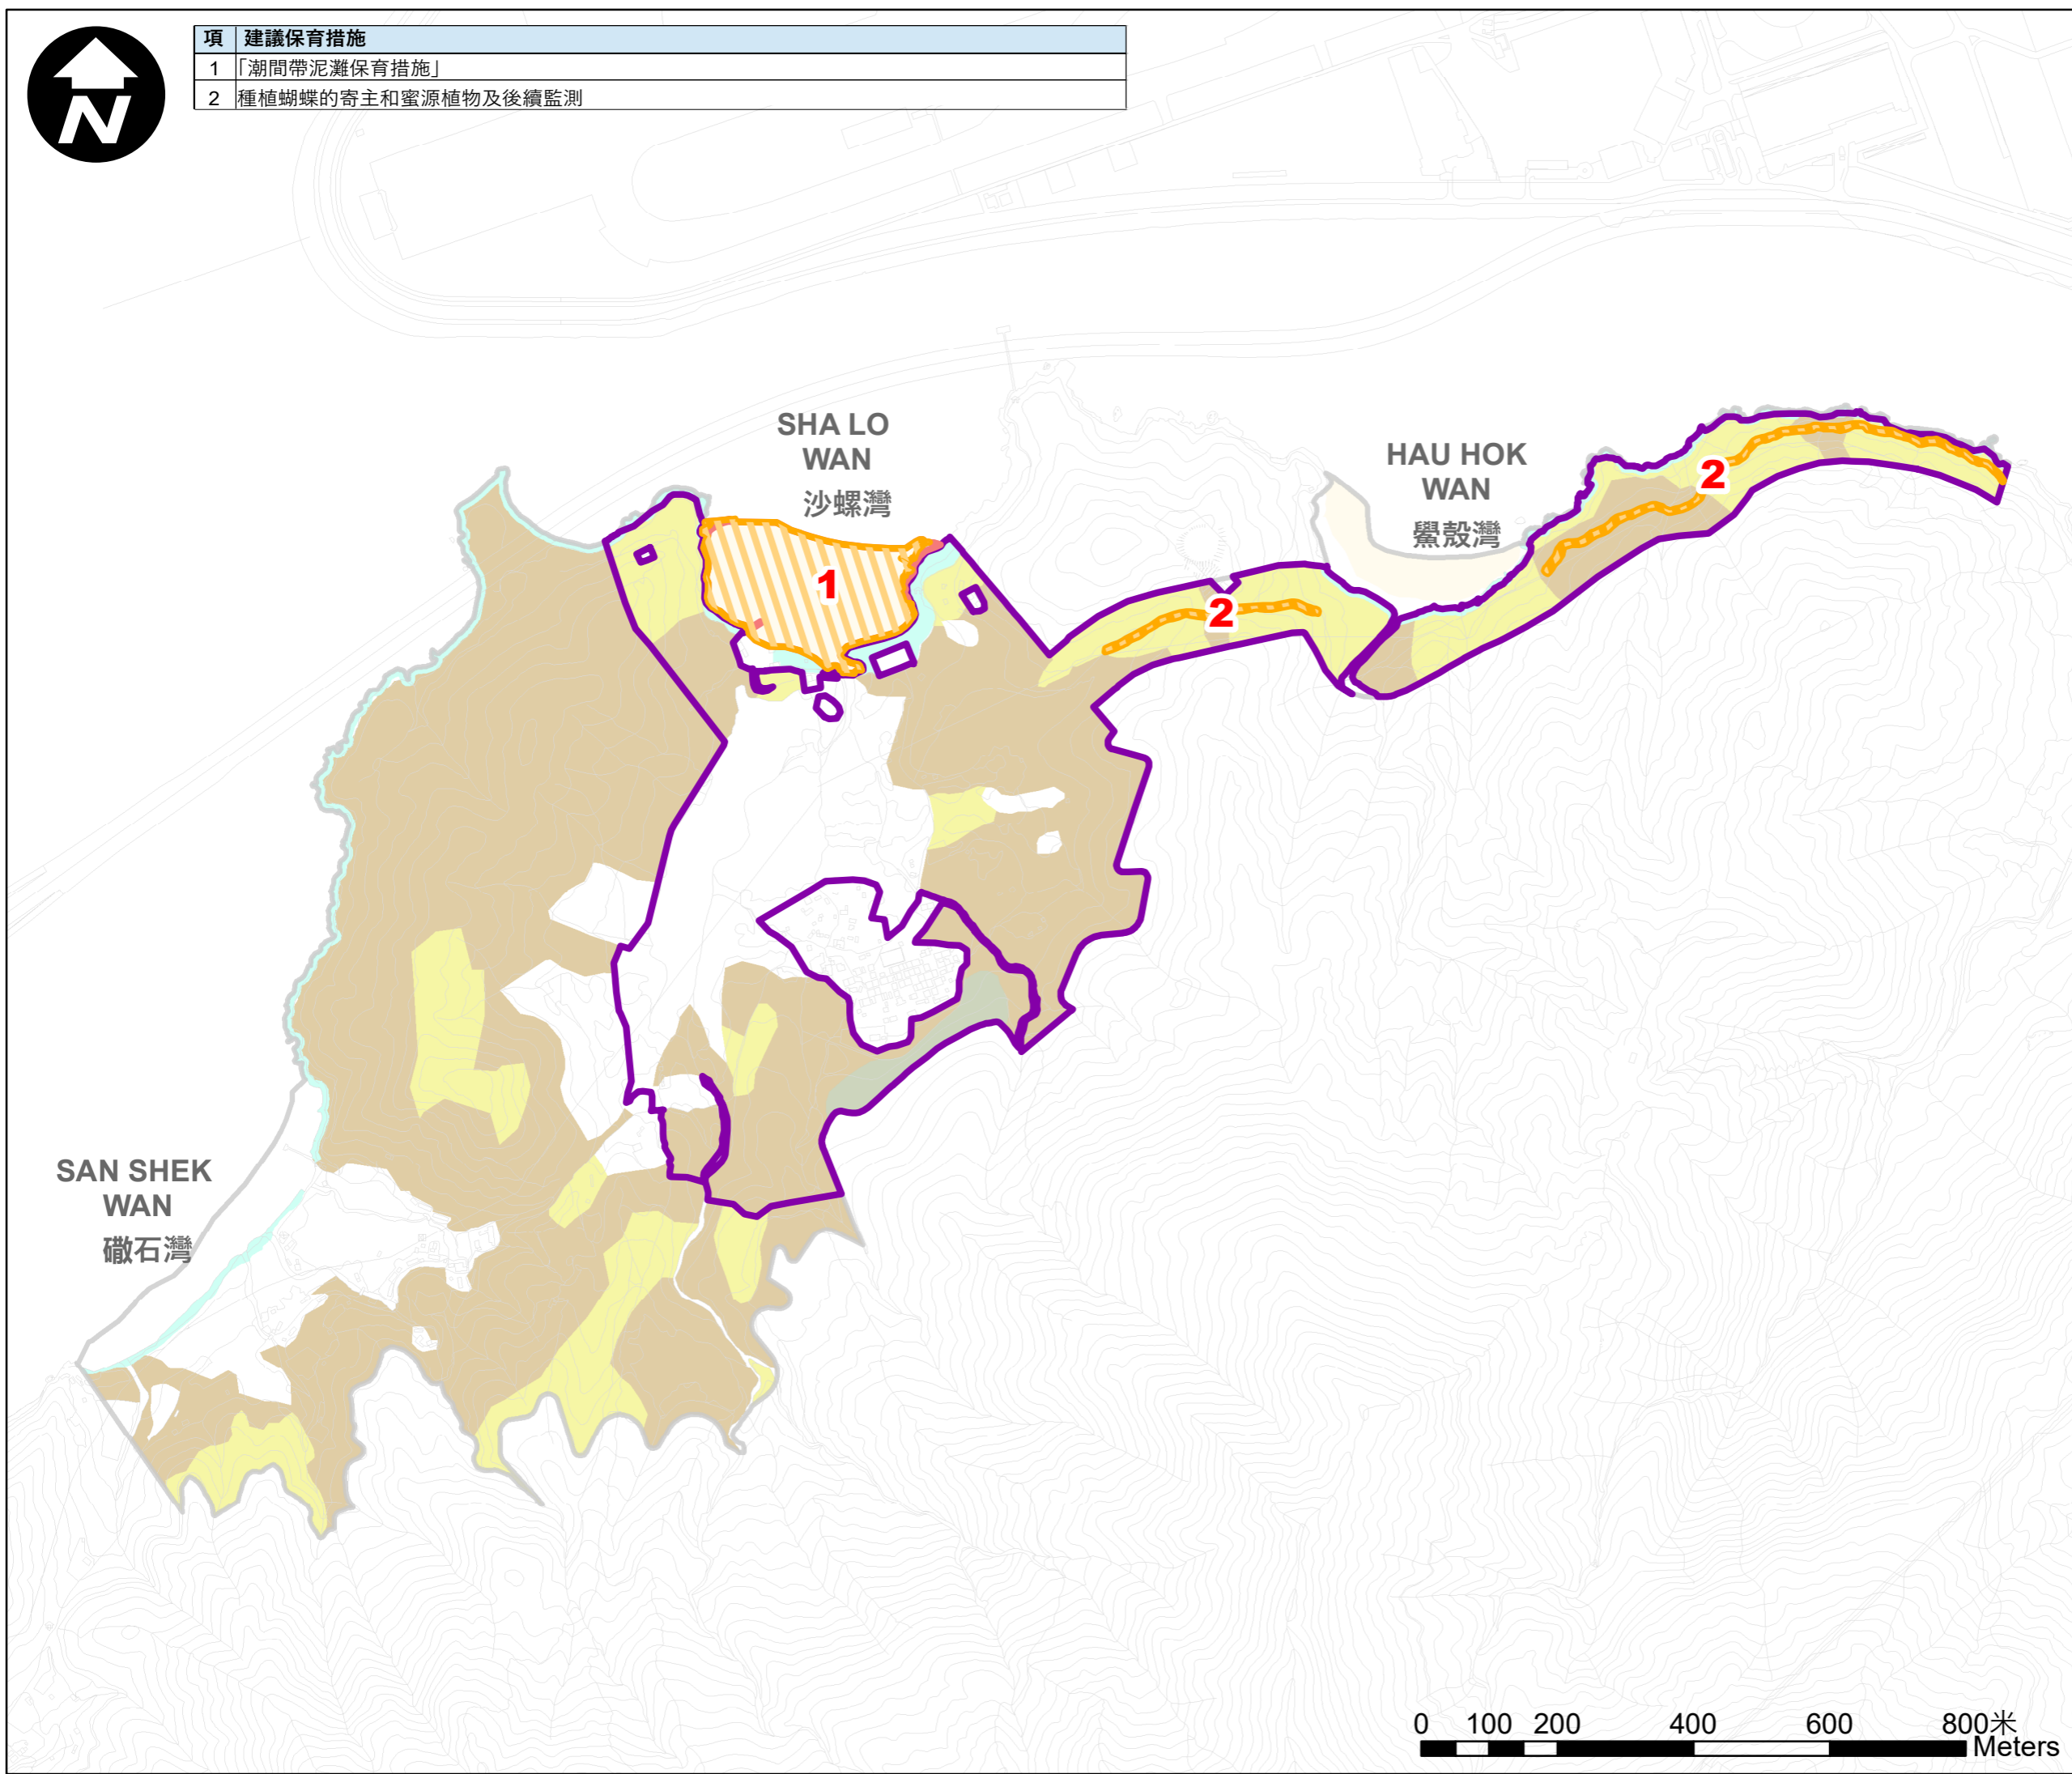 N
項 建議保育措施
1 「潮間帶泥灘保育措施」
2 種植蝴蝶的寄主和蜜源植物及後續監測
SHA LO
WAN
沙螺灣
HAU HOK
WAN
鱟殼灣
1
2
2
SAN SHEK
WAN
䃟石灣
0 100 200 400 600 800米
Meters